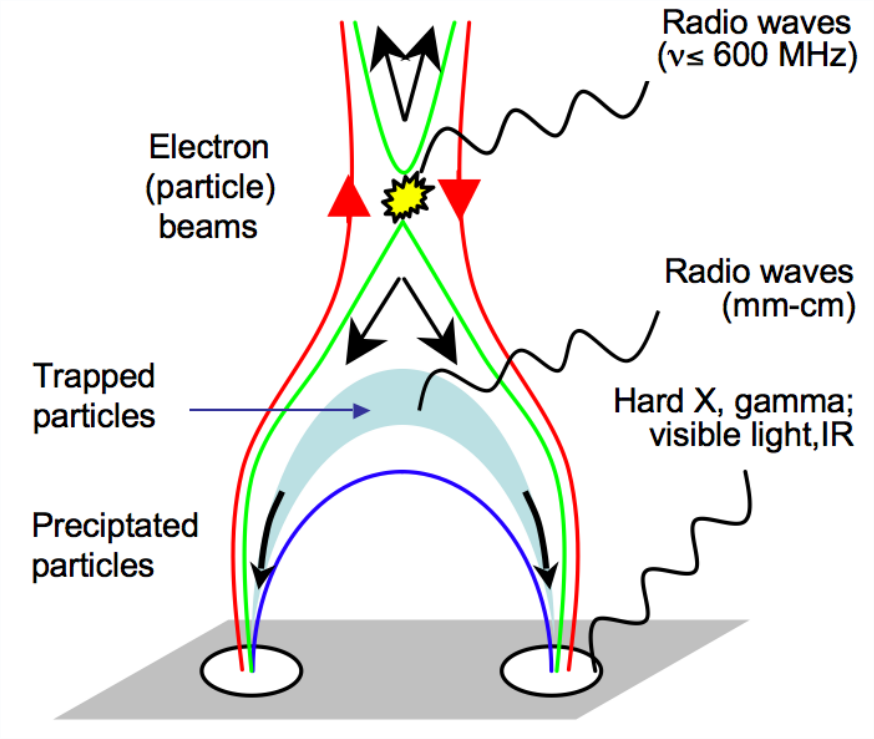 Radio waves
(ν≤ 600 MHz)
Electron
(particle)
beams
Radio waves
(mm-cm)
Trapped
particles
Hard X, gamma;
visible light,IR
Preciptated
particles